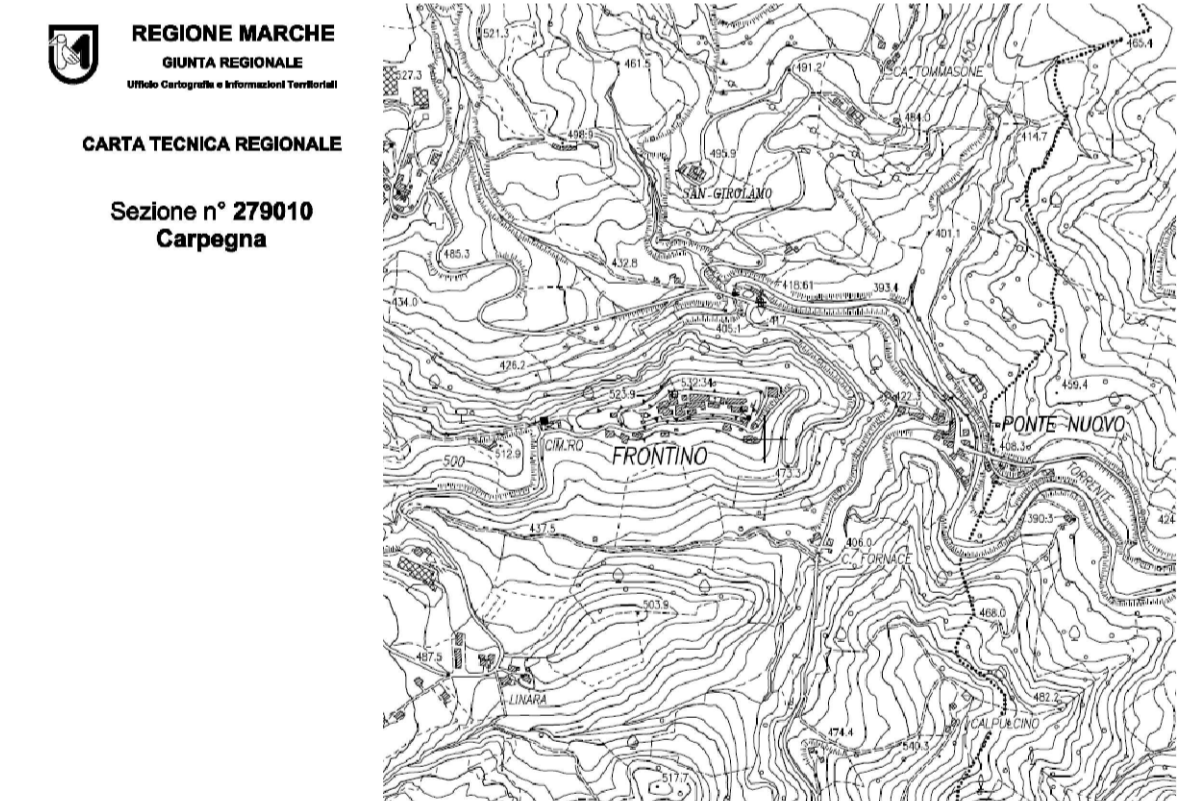 REGIONE MARCHE
GIUNTA REGIONALE
Ufficio Cartografia e Informazioni Territoriali
CARTA TECNICA REGIONALE
Sezione n° 279010
Carpegna
521.3
465.4
461.5
491.2
CA. TOMMASONE
527.3
484.0
498.9
414.7
495.9
SAN GIROLAMO
401.1
485.3
432.8
418.61
393.4
434.0
417
405.1
426.2
532.34
459.4
523.9
422.3
PONTE NUOVO
CIM.RO
408.3
512.9
FRONTINO
500
473.3
TORRENTE
437.5
390.3
424
406.0
C. FORNACE
503.9
468.0
487.5
LINARA
482.2
CALPULCINO
474.4
540.3
517.7